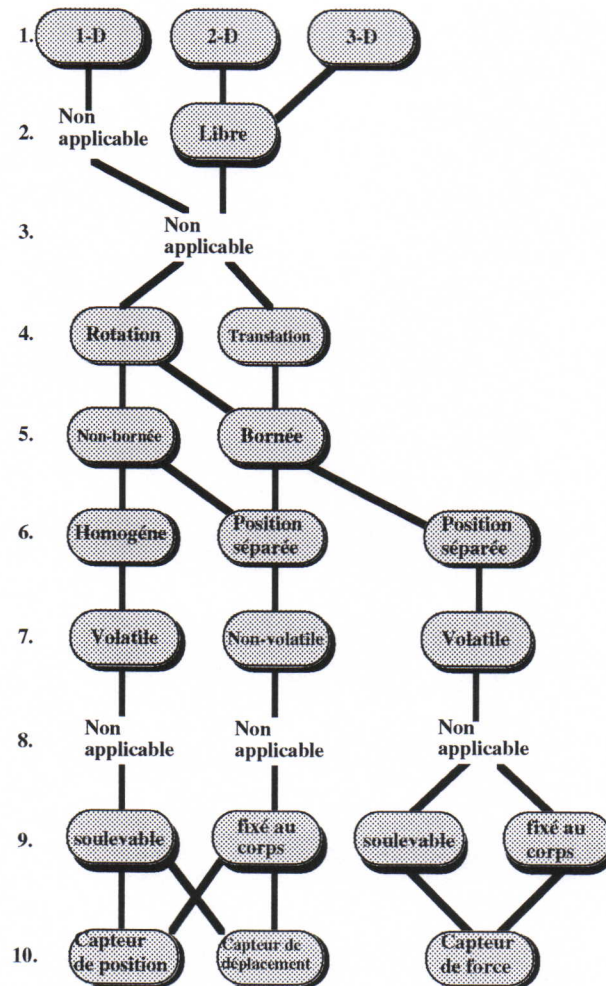 1. 1-D 2-D 3-D
2. Non applicable Libre
3. Non applicable
4. Rotation Translation
5. Non-bornée Bornée
6. Homogéne Position séparée Position séparée
7. Volatile Non-volatile Volatile
8. Non applicable Non applicable Non applicable
9. soulevable fixé au corps soulevable fixé au corps
10. Capteur de position Capteur de déplacement Capteur de force